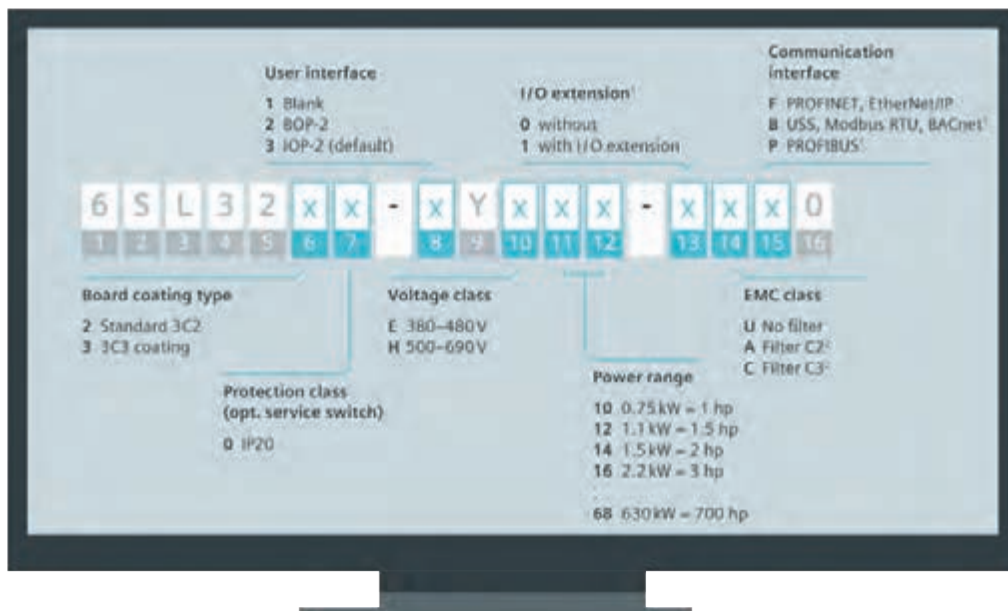 User interface
1 Blank
2 BOP-2
3 IOP-2 (default)
I/O extension¹
0 without
1 with I/O extension
Communication
interface
F PROFINET, EtherNet/IP
B USS, Modbus RTU, BACnet¹
P PROFIBUS¹
6 S L 3 2 x x - x Y x x x - x x x 0
1 2 3 4 5 6 7 8 9 10 11 12 13 14 15 16
Board coating type
2 Standard 3C2
3 3C3 coating
Protection class
(opt. service switch)
0 IP20
Voltage class
E 380–480 V
H 500–690 V
Power range
10 0.75 kW = 1 hp
12 1.1 kW = 1.5 hp
14 1.5 kW = 2 hp
16 2.2 kW = 3 hp
.
68 630 kW = 700 hp
EMC class
U No filter
A Filter C2²
C Filter C3²